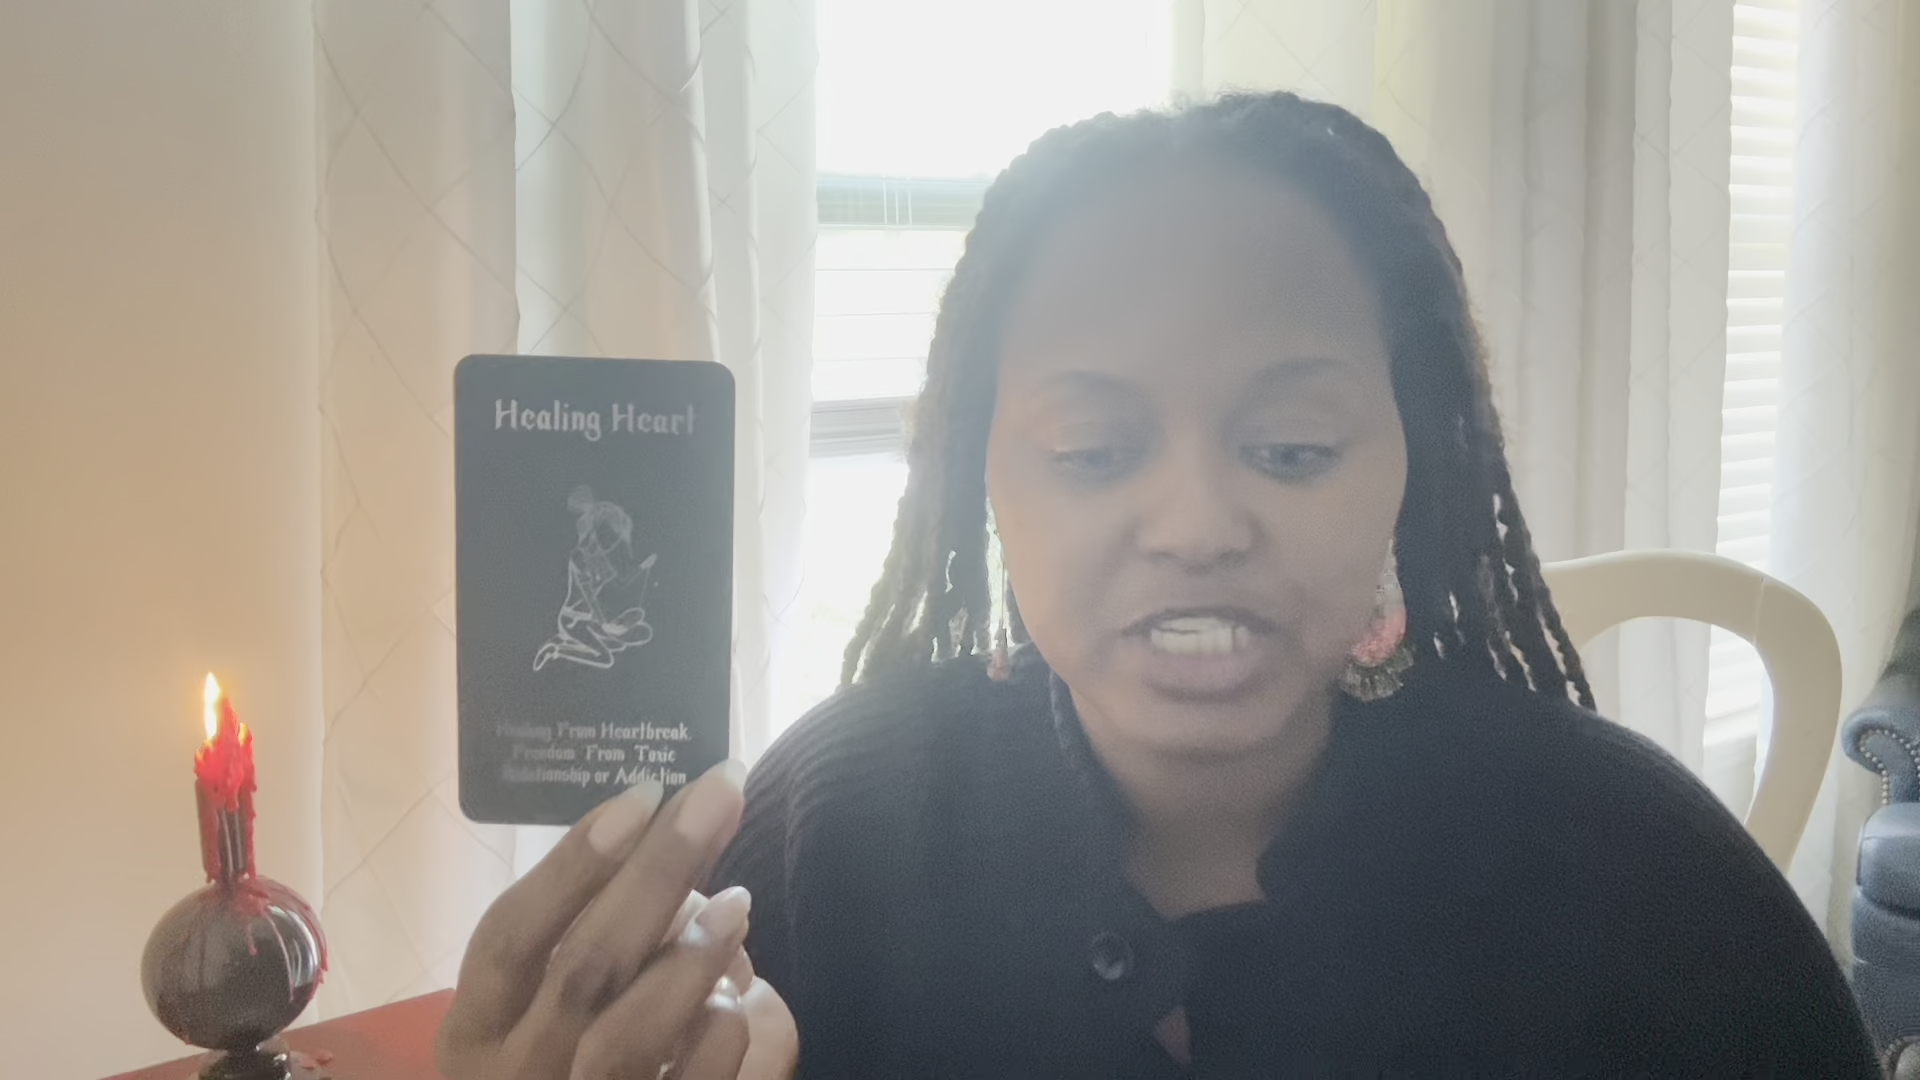 Healing Heart
Healing From Heartbreak,
Freedom From Toxic
Relationship or Addiction